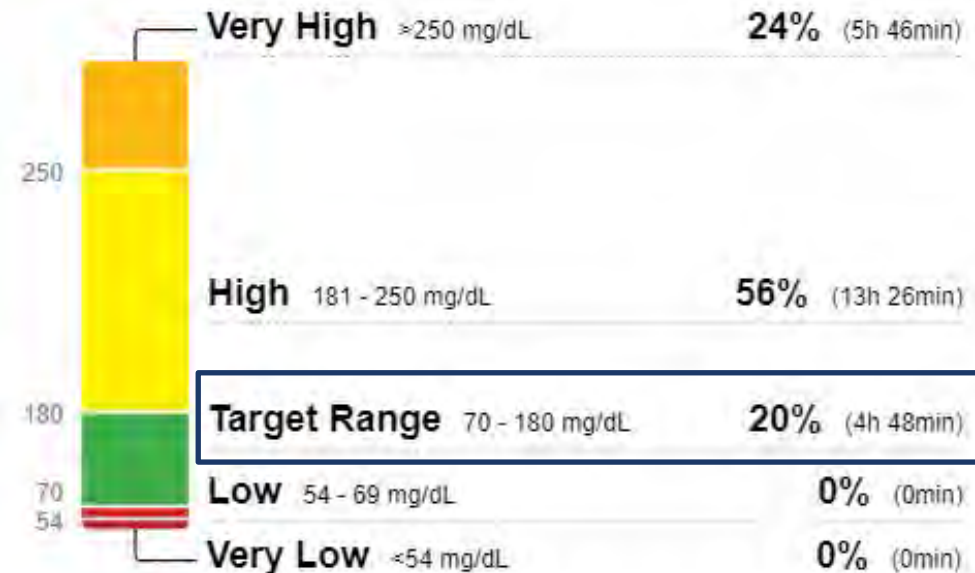 Very High >250 mg/dL 24% (5h 46min)
250
High 181 - 250 mg/dL 56% (13h 26min)
180
Target Range 70 - 180 mg/dL 20% (4h 48min)
70
Low 54 - 69 mg/dL 0% (0min)
54
Very Low <54 mg/dL 0% (0min)